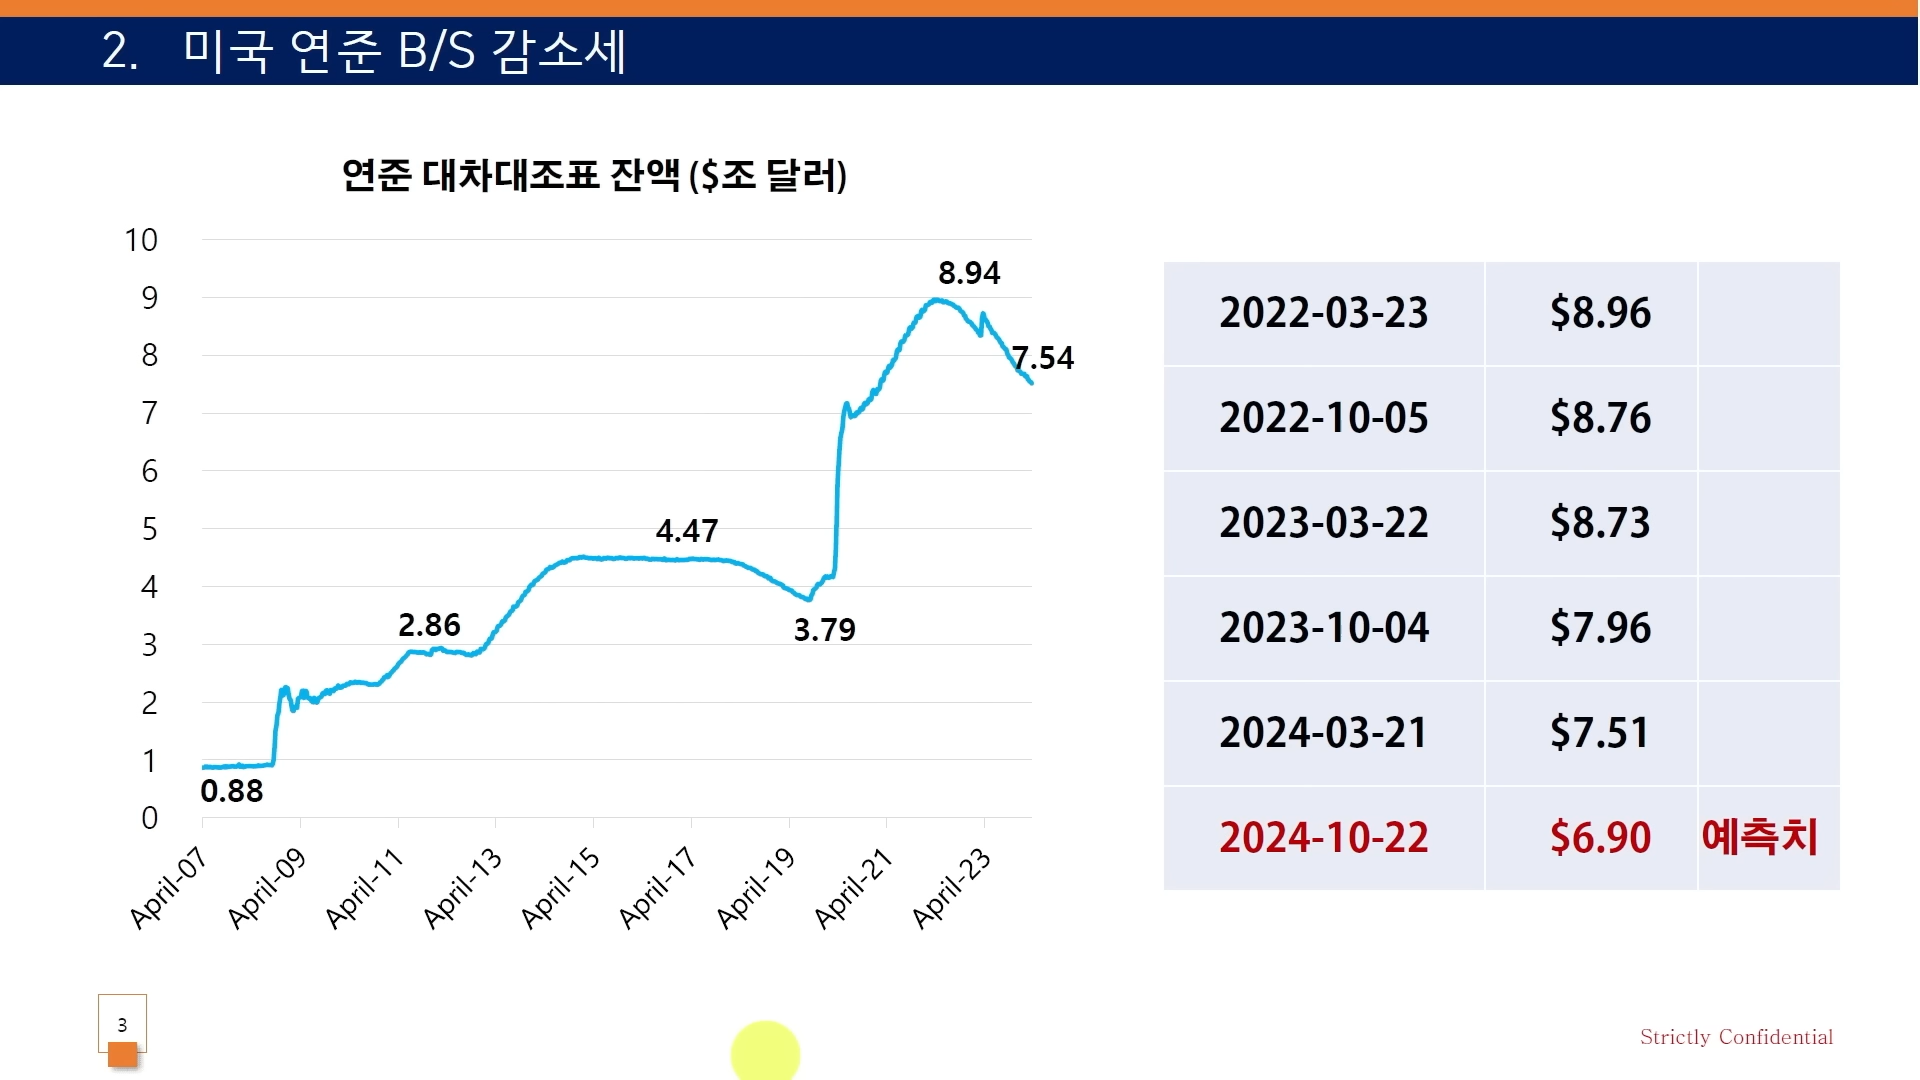 2. 미국 연준 B/S 감소세
연준 대차대조표 잔액 ($조 달러)
10
9
8
7
6
5
4
3
2
1
0
8.94
7.54
4.47
3.79
2.86
0.88
April-07
April-09
April-11
April-13
April-15
April-17
April-19
April-21
April-23
2022-03-23 $8.96
2022-10-05 $8.76
2023-03-22 $8.73
2023-10-04 $7.96
2024-03-21 $7.51
2024-10-22 $6.90 예측치
3
Strictly Confidential